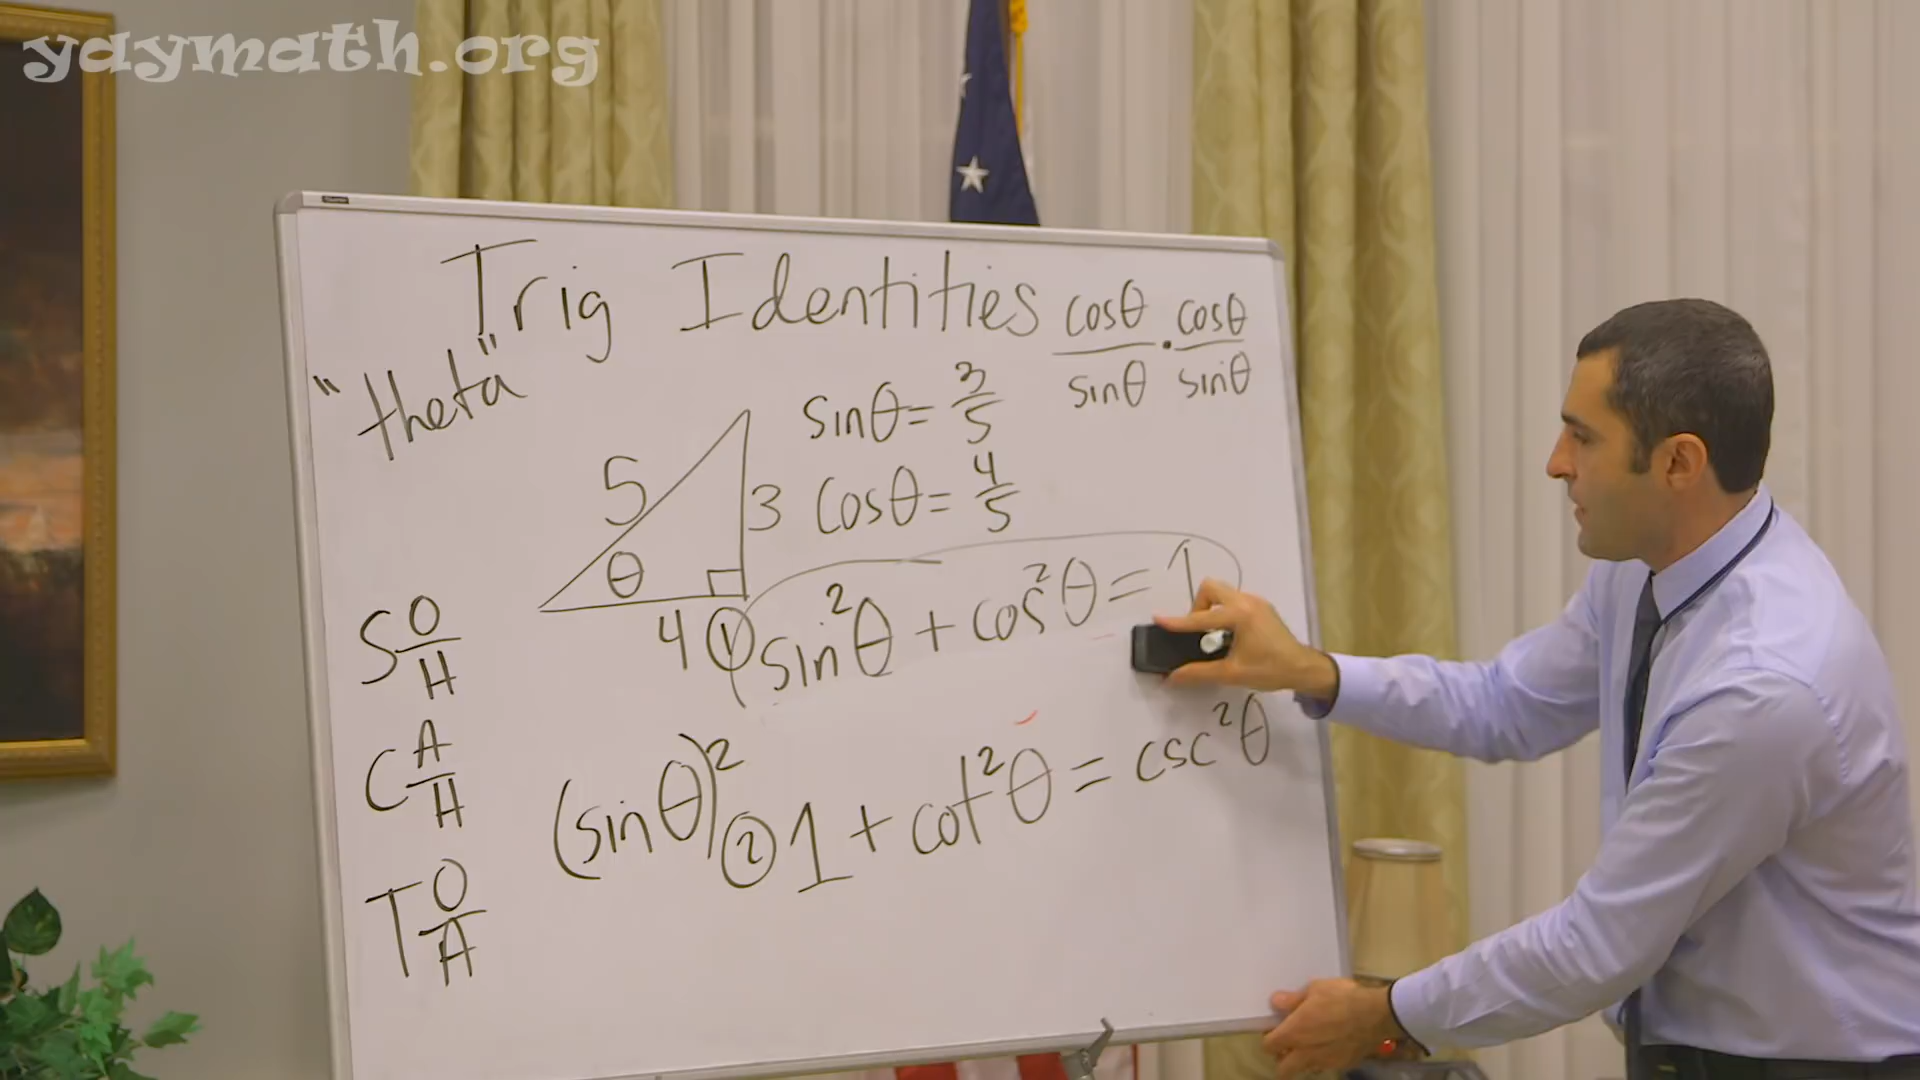 yaymath.org
Trig Identities
"theta"
cosθ/sinθ · cosθ/sinθ
sinθ = 3/5
5
3
cosθ = 4/5
θ
4
① sin²θ + cos²θ = 1
S O/H
C A/H
T O/A
(sinθ)²
② 1 + cot²θ = csc²θ